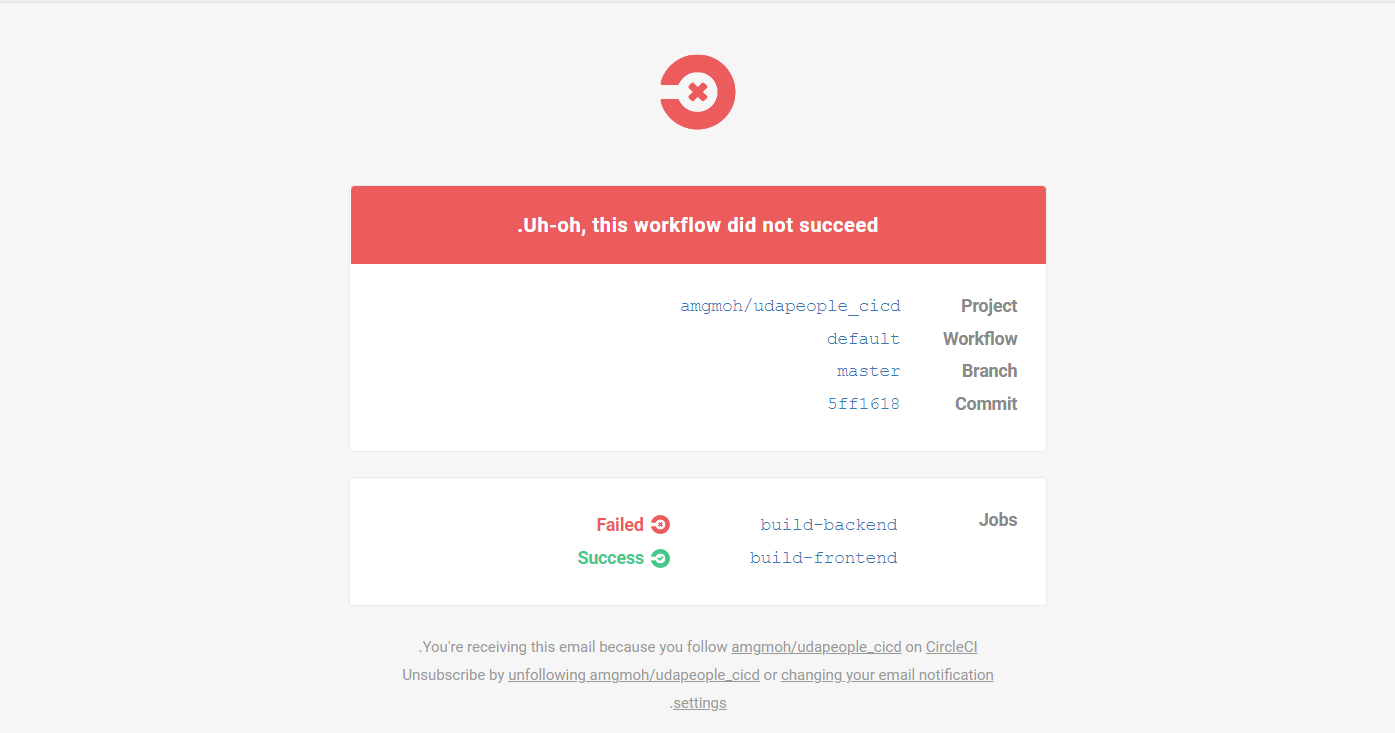 .Uh-oh, this workflow did not succeed
Project amgmoh/udapeople_cicd
Workflow default
Branch master
Commit 5ff1618
Jobs build-backend Failed
build-frontend Success
.You're receiving this email because you follow amgmoh/udapeople_cicd on CircleCI
Unsubscribe by unfollowing amgmoh/udapeople_cicd or changing your email notification
.settings